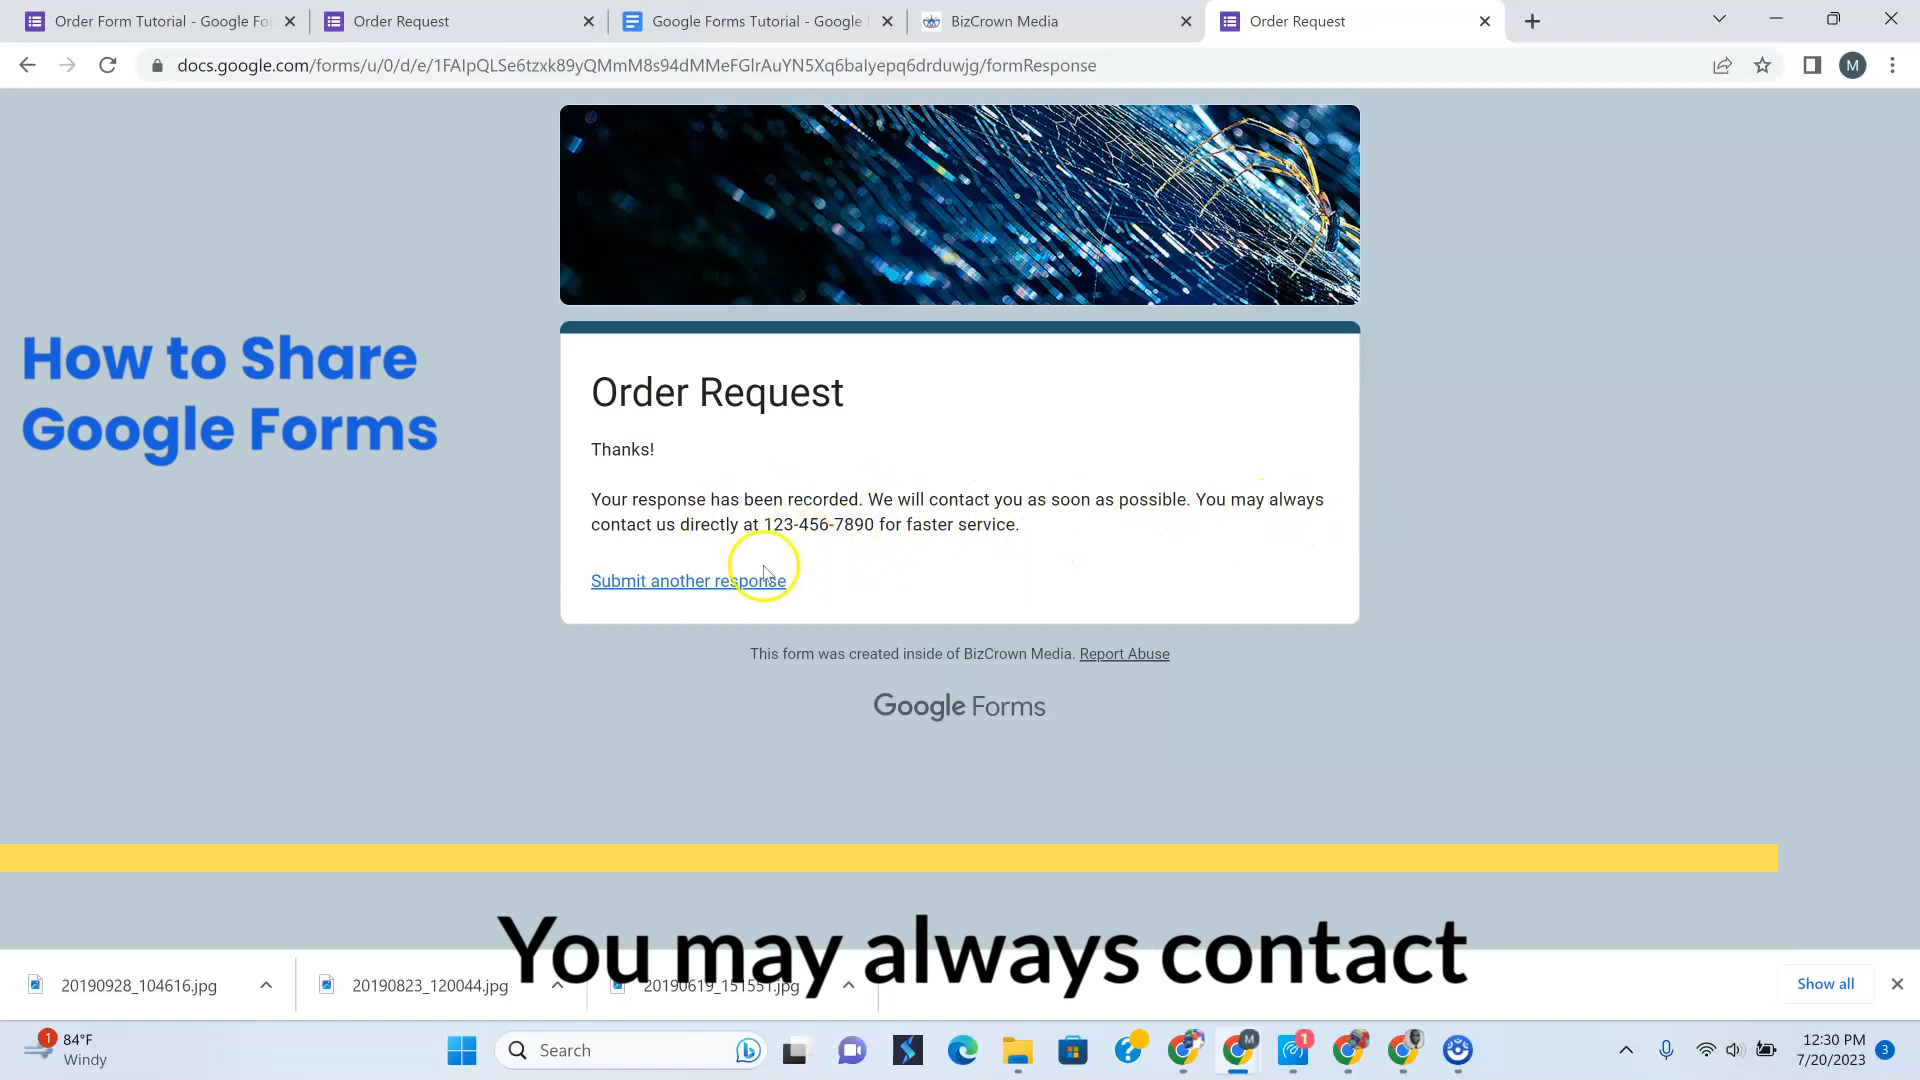 Order Form Tutorial - Google Fo
Order Request
Google Forms Tutorial - Google
BizCrown Media
Order Request
docs.google.com/forms/u/0/d/e/1FAIpQLSe6tzxk89yQMmM8s94dMMeFGlrAuYN5Xq6balyepq6drduwjg/formResponse
M
How to Share
Google Forms
Order Request
Thanks!
Your response has been recorded. We will contact you as soon as possible. You may always
contact us directly at 123-456-7890 for faster service.
Submit another response
This form was created inside of BizCrown Media. Report Abuse
Google Forms
You may always contact
20190928_104616.jpg
20190823_120044.jpg
20190619_151551.jpg
Show all
1
84°F
Windy
Search
M
1
12:30 PM
7/20/2023
3